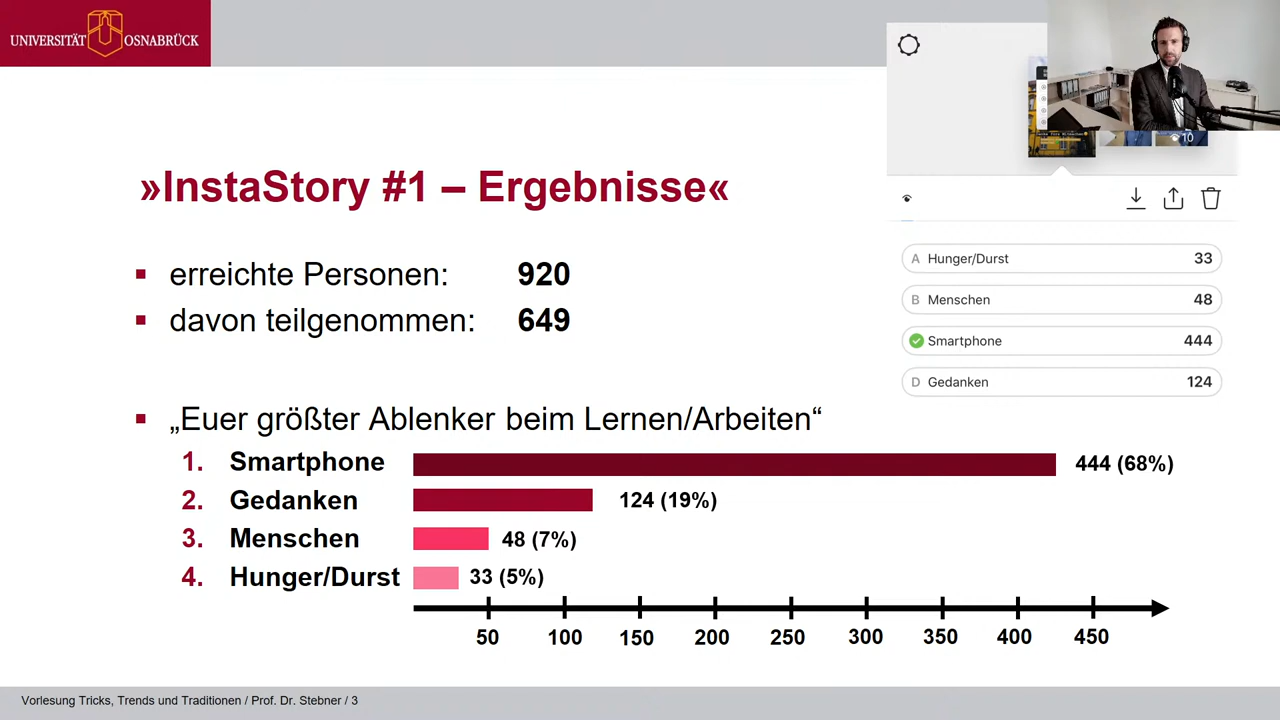 UNIVERSITÄT OSNABRÜCK
»InstaStory #1 – Ergebnisse«
▪ erreichte Personen: 920
▪ davon teilgenommen: 649
10
A Hunger/Durst 33
B Menschen 48
Smartphone 444
D Gedanken 124
▪ „Euer größter Ablenker beim Lernen/Arbeiten“
1. Smartphone 444 (68%)
2. Gedanken 124 (19%)
3. Menschen 48 (7%)
4. Hunger/Durst 33 (5%)
50 100 150 200 250 300 350 400 450
Vorlesung Tricks, Trends und Traditionen / Prof. Dr. Stebner / 3